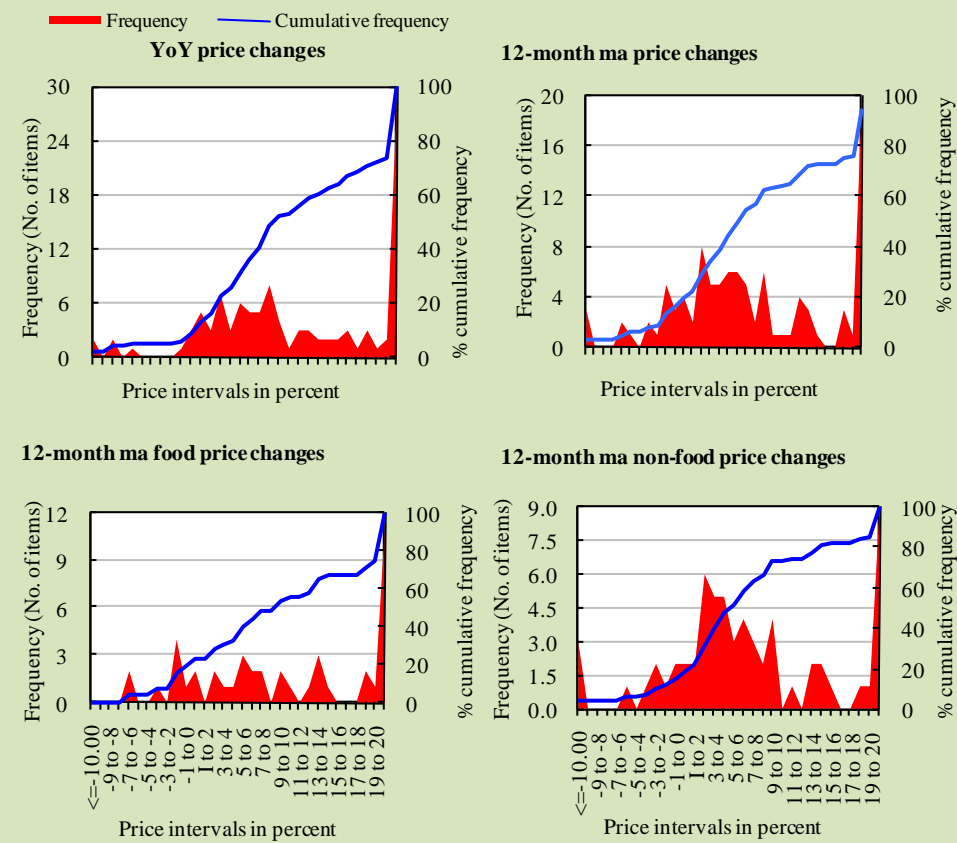 Frequency Cumulative frequency
YoY price changes
30
24
18
12
6
0
100
80
60
40
20
0
Frequency (No. of items)
% cumulative frequency
Price intervals in percent
12-month ma price changes
20
16
12
8
4
0
100
80
60
40
20
0
Frequency (No. of items)
% cumulative frequency
Price intervals in percent
12-month ma food price changes
12
9
6
3
0
100
80
60
40
20
0
Frequency (No. of items)
% cumulative frequency
<=-10.00
-9 to -8
-7 to -6
-5 to -4
-3 to -2
-1 to 0
1 to 2
3 to 4
5 to 6
7 to 8
9 to 10
11 to 12
13 to 14
15 to 16
17 to 18
19 to 20
Price intervals in percent
12-month ma non-food price changes
9.0
7.5
6.0
4.5
3.0
1.5
0.0
100
80
60
40
20
0
Frequency (No. of items)
% cumulative frequency
<=-10.00
-9 to -8
-7 to -6
-5 to -4
-3 to -2
-1 to 0
1 to 2
3 to 4
5 to 6
7 to 8
9 to 10
11 to 12
13 to 14
15 to 16
17 to 18
19 to 20
Price intervals in percent